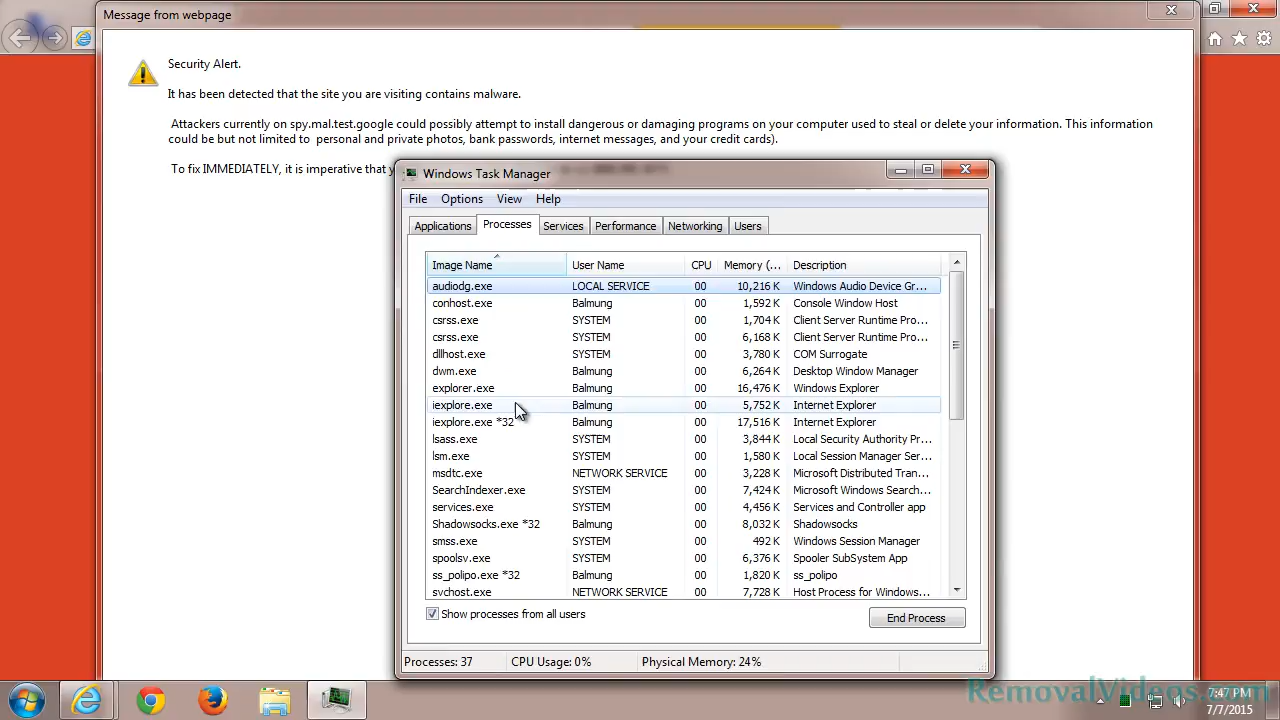 Message from webpage
Security Alert.
It has been detected that the site you are visiting contains malware.
Attackers currently on spy.mal.test.google could possibly attempt to install dangerous or damaging programs on your computer used to steal or delete your information. This information
could be but not limited to personal and private photos, bank passwords, internet messages, and your credit cards).
To fix IMMEDIATELY, it is imperative that y
Windows Task Manager
File Options View Help
Applications Processes Services Performance Networking Users
Image Name User Name CPU Memory (... Description
audiodg.exe LOCAL SERVICE 00 10,216 K Windows Audio Device Gr...
conhost.exe Balmung 00 1,592 K Console Window Host
csrss.exe SYSTEM 00 1,704 K Client Server Runtime Pro...
csrss.exe SYSTEM 00 6,168 K Client Server Runtime Pro...
dllhost.exe SYSTEM 00 3,780 K COM Surrogate
dwm.exe Balmung 00 6,264 K Desktop Window Manager
explorer.exe Balmung 00 16,476 K Windows Explorer
iexplore.exe Balmung 00 5,752 K Internet Explorer
iexplore.exe *32 Balmung 00 17,516 K Internet Explorer
lsass.exe SYSTEM 00 3,844 K Local Security Authority Pr...
lsm.exe SYSTEM 00 1,580 K Local Session Manager Ser...
msdtc.exe NETWORK SERVICE 00 3,228 K Microsoft Distributed Tran...
SearchIndexer.exe SYSTEM 00 7,424 K Microsoft Windows Search...
services.exe SYSTEM 00 4,456 K Services and Controller app
Shadowsocks.exe *32 Balmung 00 8,032 K Shadowsocks
smss.exe SYSTEM 00 492 K Windows Session Manager
spoolsv.exe SYSTEM 00 6,376 K Spooler SubSystem App
ss_polipo.exe *32 Balmung 00 1,820 K ss_polipo
svchost.exe NETWORK SERVICE 00 7,728 K Host Process for Windows...
Show processes from all users End Process
Processes: 37 CPU Usage: 0% Physical Memory: 24%
RemovalVideos.com
7:47 PM
7/7/2015